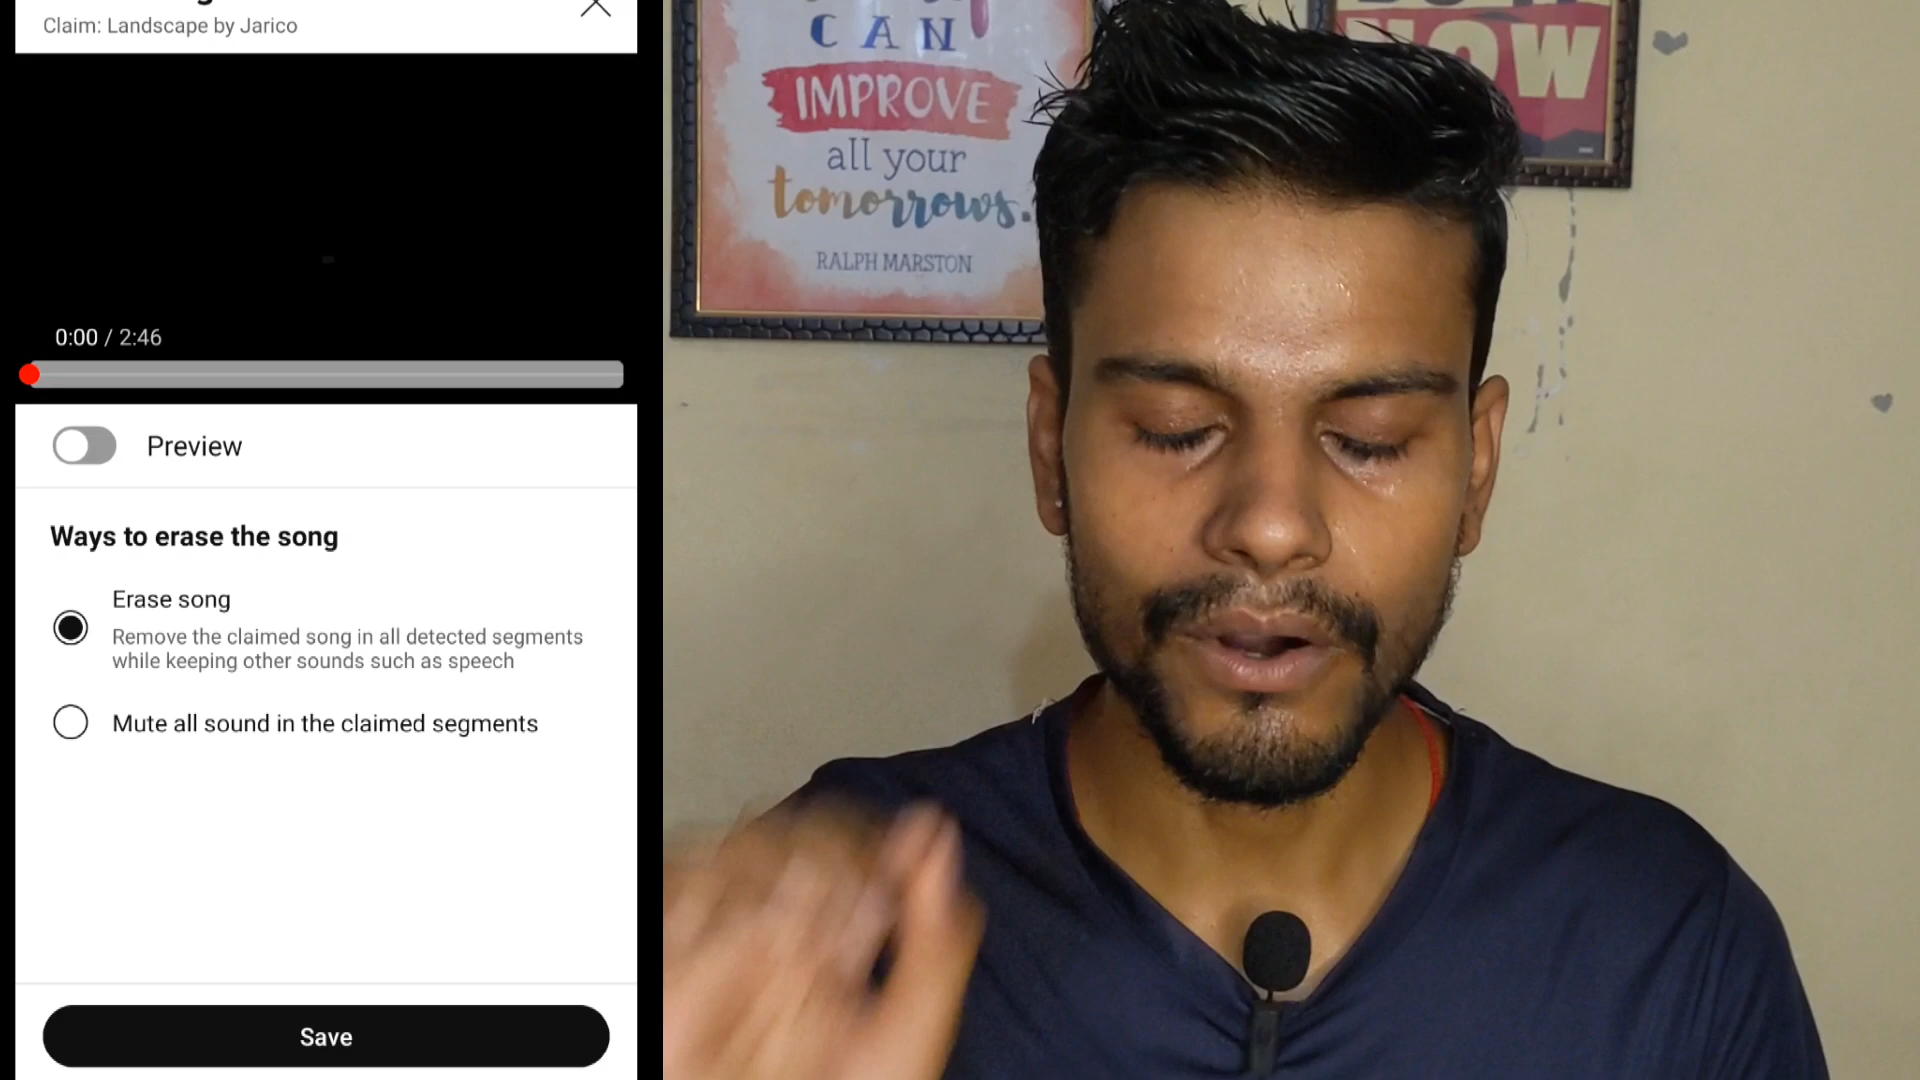 Claim: Landscape by Jarico
0:00 / 2:46
Preview
Ways to erase the song
Erase song
Remove the claimed song in all detected segments
while keeping other sounds such as speech
Mute all sound in the claimed segments
Save
CAN
IMPROVE
all your
tomorrows.
RALPH MARSTON
NOW